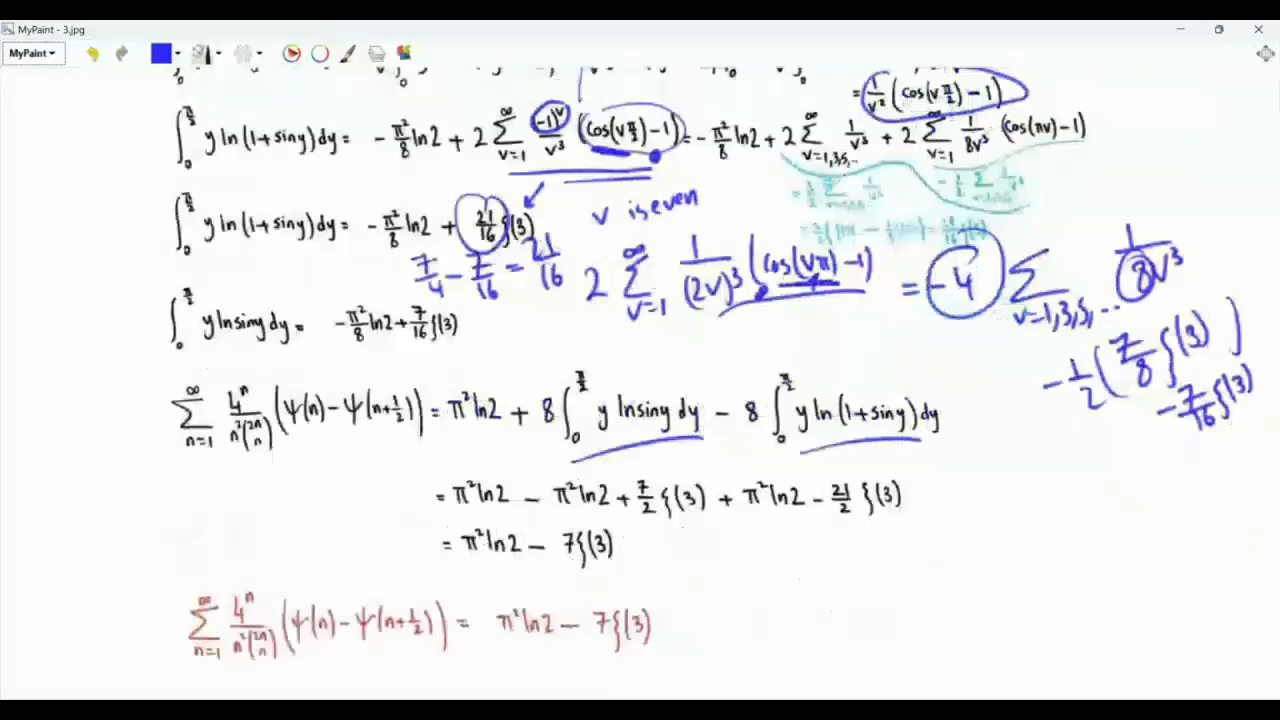 MyPaint - 3.jpg
MyPaint
= 1/v² (cos(vπ/2) - 1)
∫₀^{π/2} y ln(1+siny)dy = -π²/8 ln2 + 2 Σ_{v=1}^∞ (-1)^v/v³ (cos(vπ/2) - 1) = -π²/8 ln2 + 2 Σ_{v=1,3,5,..}^∞ 1/v³ + 2 Σ_{v=1}^∞ 1/8v³ (cos(πv) - 1)
v is even
∫₀^{π/2} y ln(1+siny)dy = -π²/8 ln2 + 21/16 ζ(3)
7/4 - 7/16 = 21/16
2 Σ_{v=1}^∞ 1/(2v)³ (cos(vπ) - 1) = -4 Σ_{v=1,3,5,...} 1/8v³
∫₀^{π/2} y lnsiny dy = -π²/8 ln2 + 7/16 ζ(3)
-1/2 (7/8 ζ(3))
-7/16 ζ(3)
Σ_{n=1}^∞ 4ⁿ/n²(2n n) (ψ(n) - ψ(n+1/2)) = π² ln2 + 8 ∫₀^{π/2} y lnsiny dy - 8 ∫₀^{π/2} y ln(1+siny)dy
= π² ln2 - π² ln2 + 7/2 ζ(3) + π² ln2 - 21/2 ζ(3)
= π² ln2 - 7ζ(3)
Σ_{n=1}^∞ 4ⁿ/n²(2n n) (ψ(n) - ψ(n+1/2)) = π² ln2 - 7ζ(3)